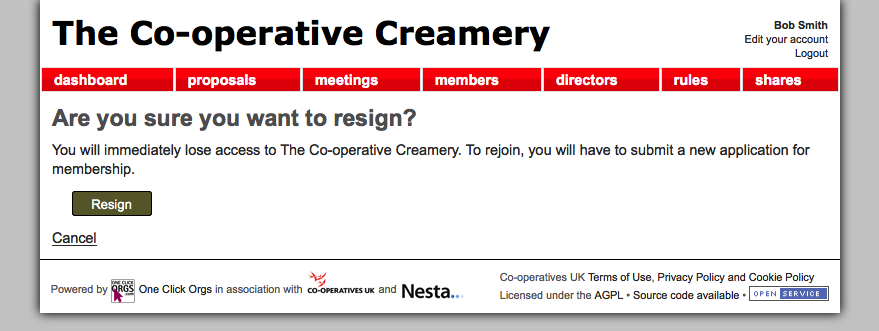 The Co-operative Creamery
Bob Smith
Edit your account
Logout
dashboard proposals meetings members directors rules shares
Are you sure you want to resign?
You will immediately lose access to The Co-operative Creamery. To rejoin, you will have to submit a new application for
membership.
Resign
Cancel
Powered by ONE CLICK ORGS.com One Click Orgs in association with CO-OPERATIVES UK and Nesta...
Co-operatives UK Terms of Use, Privacy Policy and Cookie Policy
Licensed under the AGPL • Source code available • OPEN SERVICE